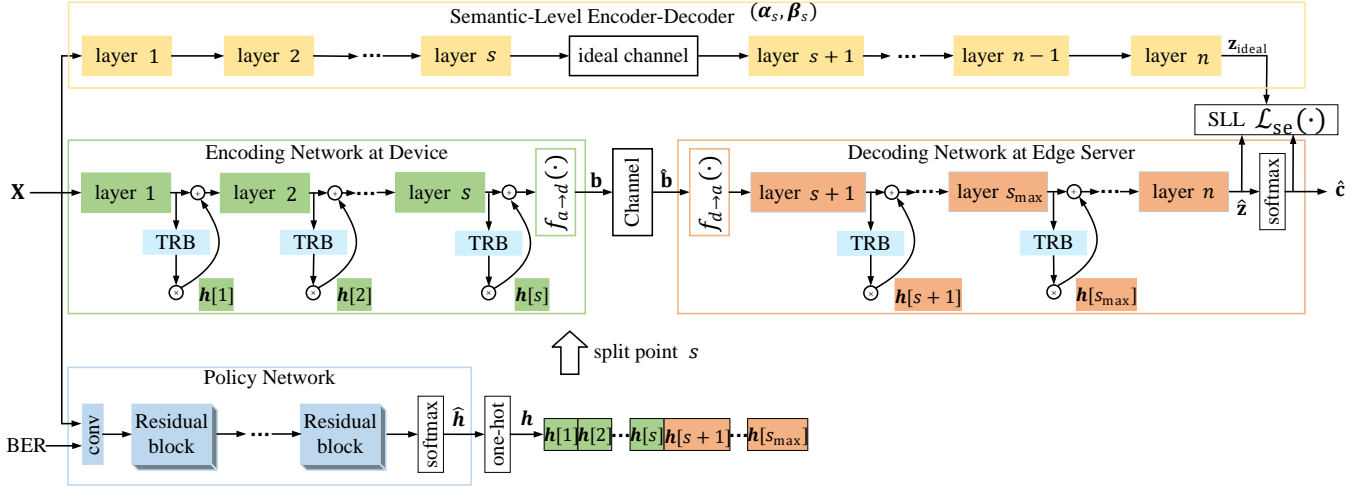 Semantic-Level Encoder-Decoder (𝜶ₛ, 𝜷ₛ)
layer 1 layer 2 ··· layer s ideal channel layer s + 1 ··· layer n − 1 layer n z_ideal
SLL ℒ_se(·)
Encoding Network at Device
Decoding Network at Edge Server
X layer 1 + layer 2 + ··· layer s + f_{a→d}(·) b Channel b̂ f_{d→a}(·) layer s + 1 + ··· layer s_max + ··· layer n ẑ softmax ĉ
TRB TRB TRB TRB TRB
× h[1] × h[2] × h[s] × h[s + 1] × h[s_max]
split point s
Policy Network
BER conv Residual block ··· Residual block softmax ĥ one-hot h h[1] h[2] ··· h[s] h[s + 1] ··· h[s_max]